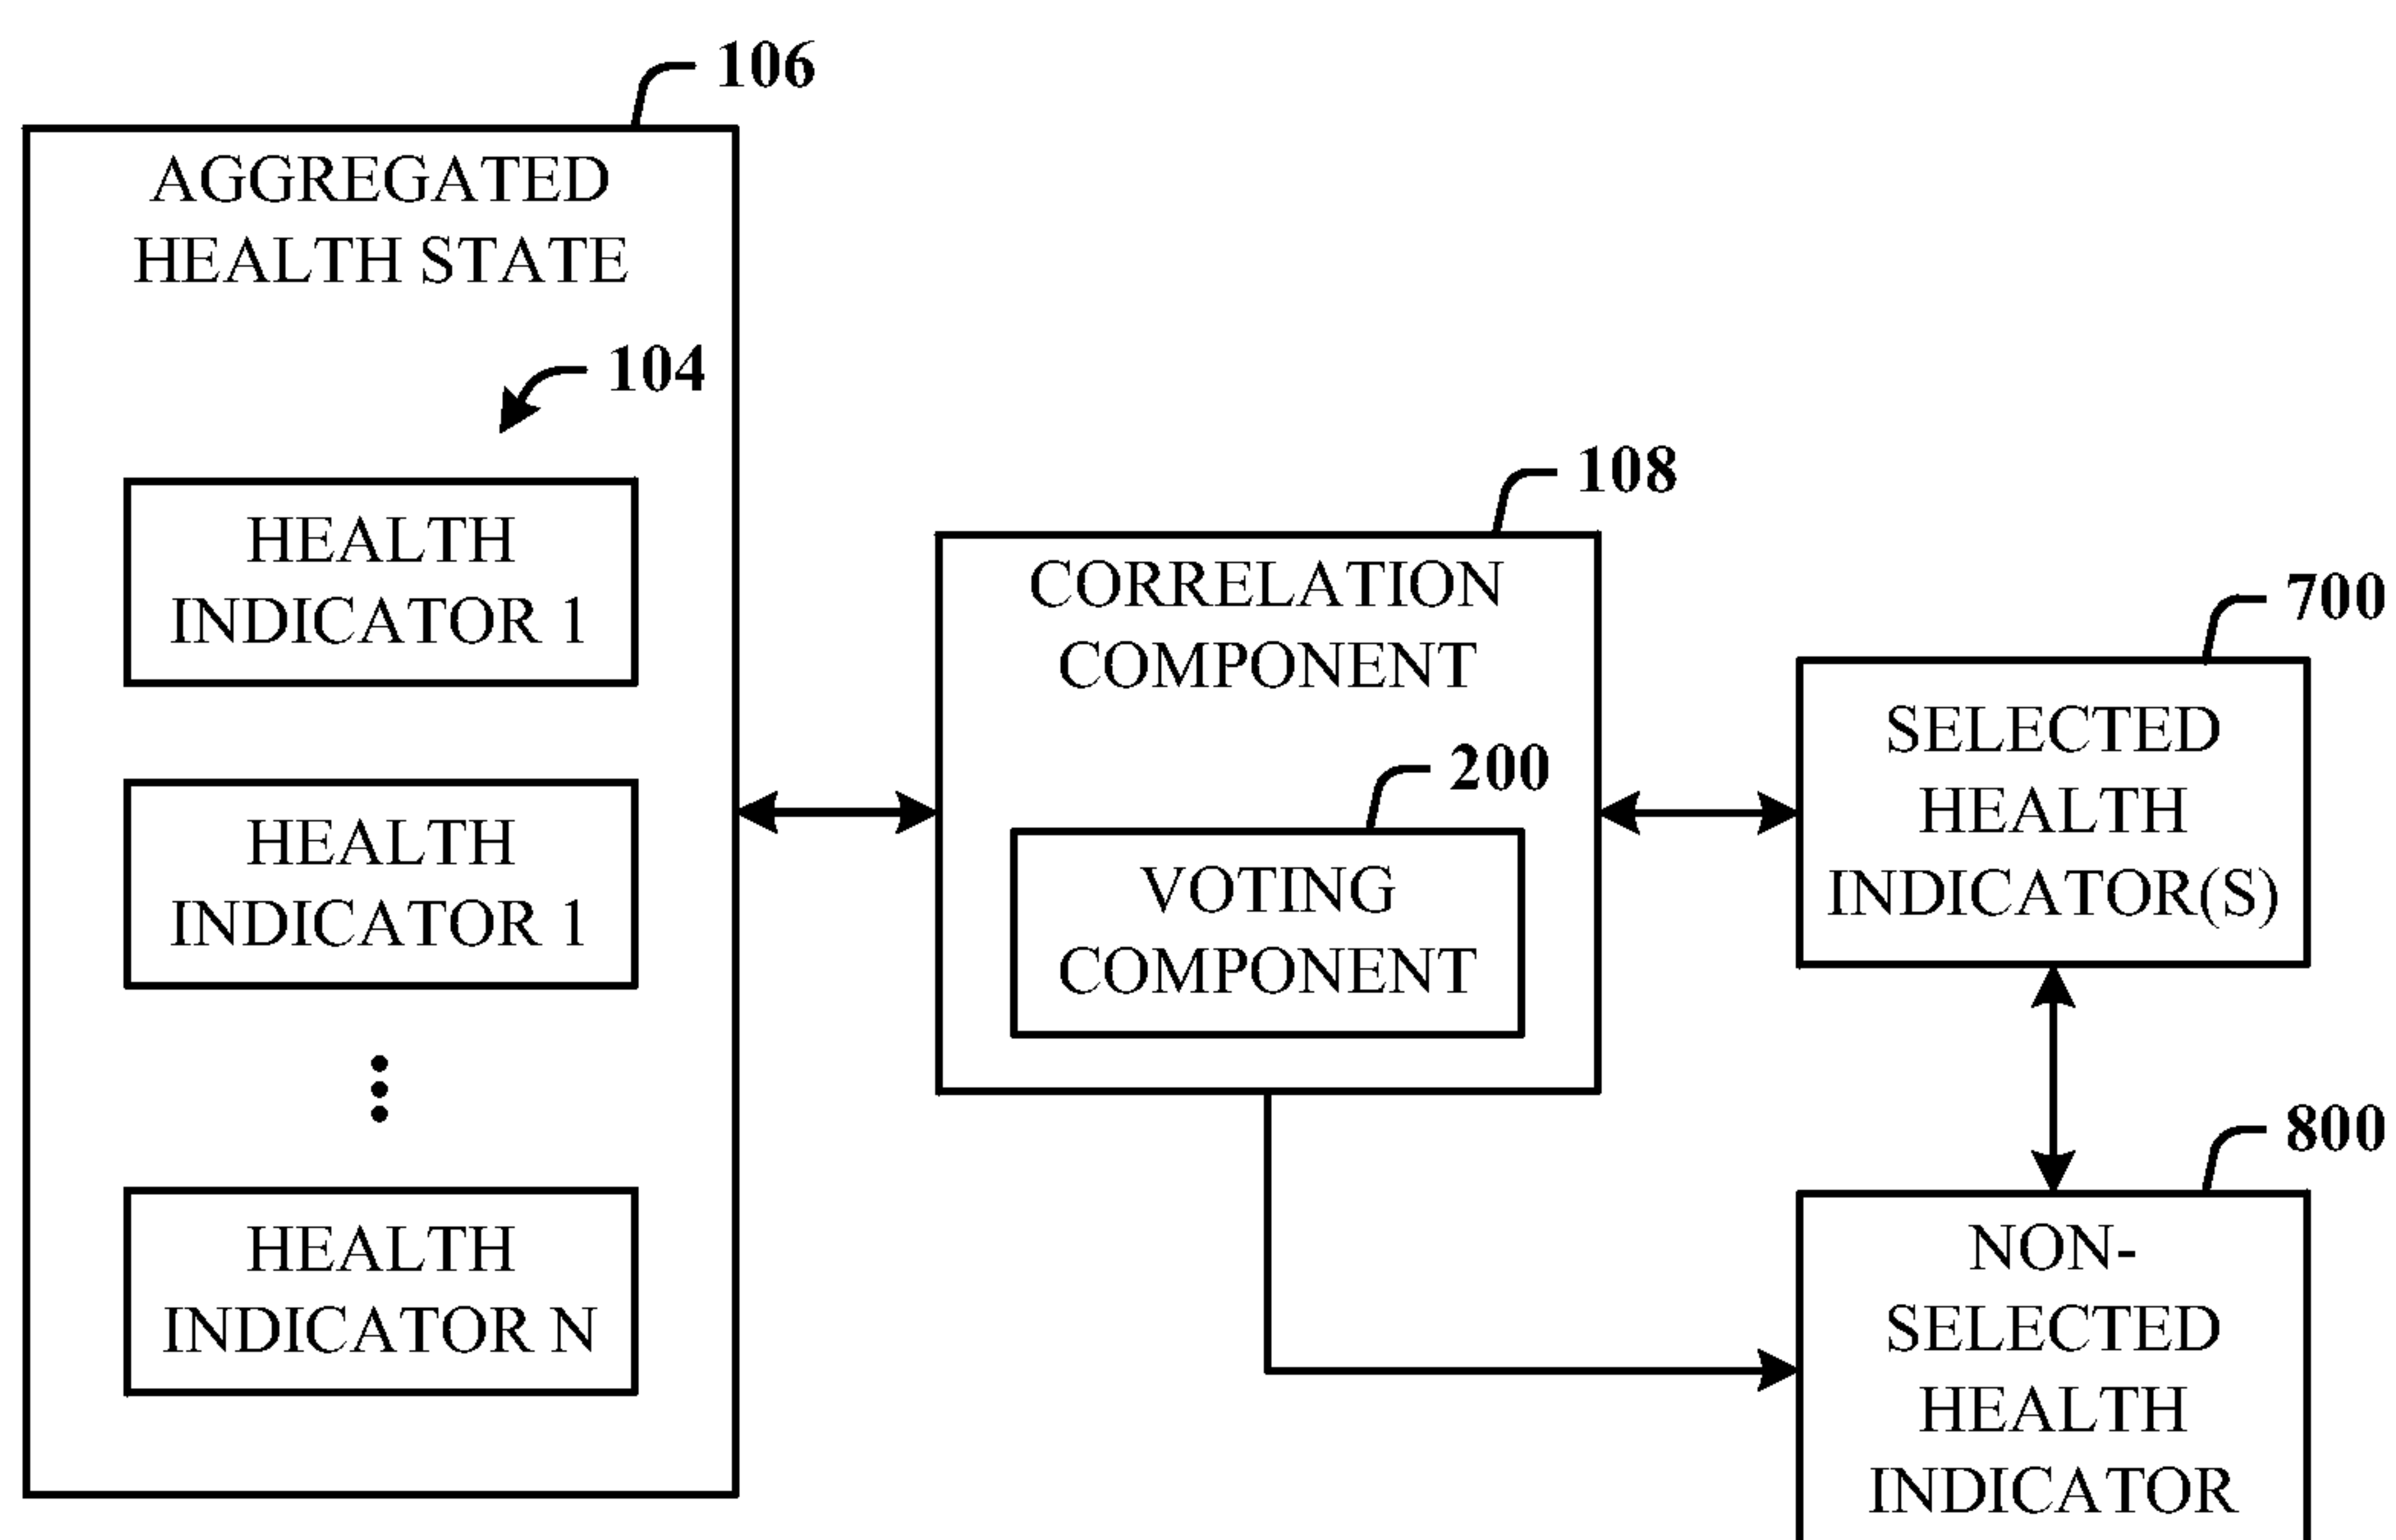 106
AGGREGATED
HEALTH STATE
104
HEALTH
INDICATOR 1
HEALTH
INDICATOR 1
HEALTH
INDICATOR N
108
CORRELATION
COMPONENT
200
VOTING
COMPONENT
700
SELECTED
HEALTH
INDICATOR(S)
800
NON-
SELECTED
HEALTH
INDICATOR